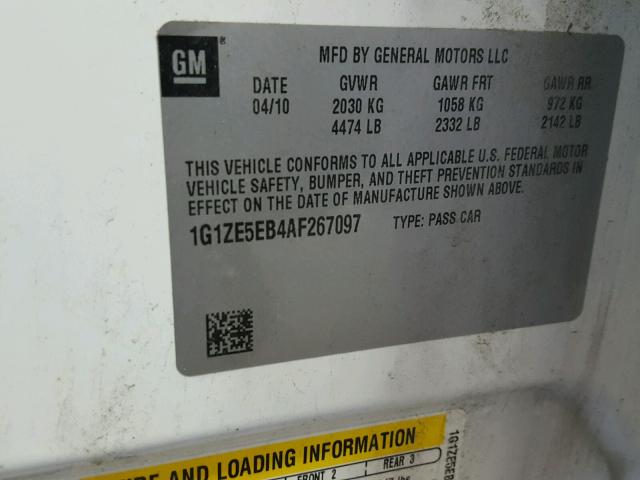 GM
MFD BY GENERAL MOTORS LLC
DATE GVWR GAWR FRT GAWR RR
04/10 2030 KG 1058 KG 972 KG
4474 LB 2332 LB 2142 LB
THIS VEHICLE CONFORMS TO ALL APPLICABLE U.S. FEDERAL MOTOR
VEHICLE SAFETY, BUMPER, AND THEFT PREVENTION STANDARDS IN
EFFECT ON THE DATE OF MANUFACTURE SHOWN ABOVE.
1G1ZE5EB4AF267097 TYPE: PASS CAR
AND LOADING INFORMATION
FRONT 2 REAR 3
1G1ZE5EB